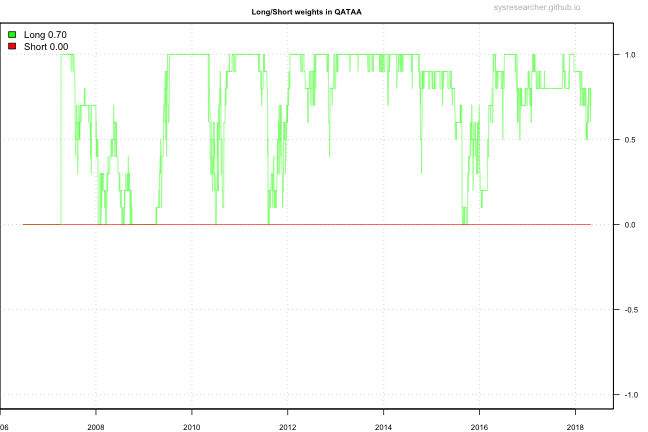 sysresearcher.github.io
Long/Short weights in QATAA
Long 0.70
Short 0.00
1.0
0.5
0.0
-0.5
-1.0
06 2008 2010 2012 2014 2016 2018